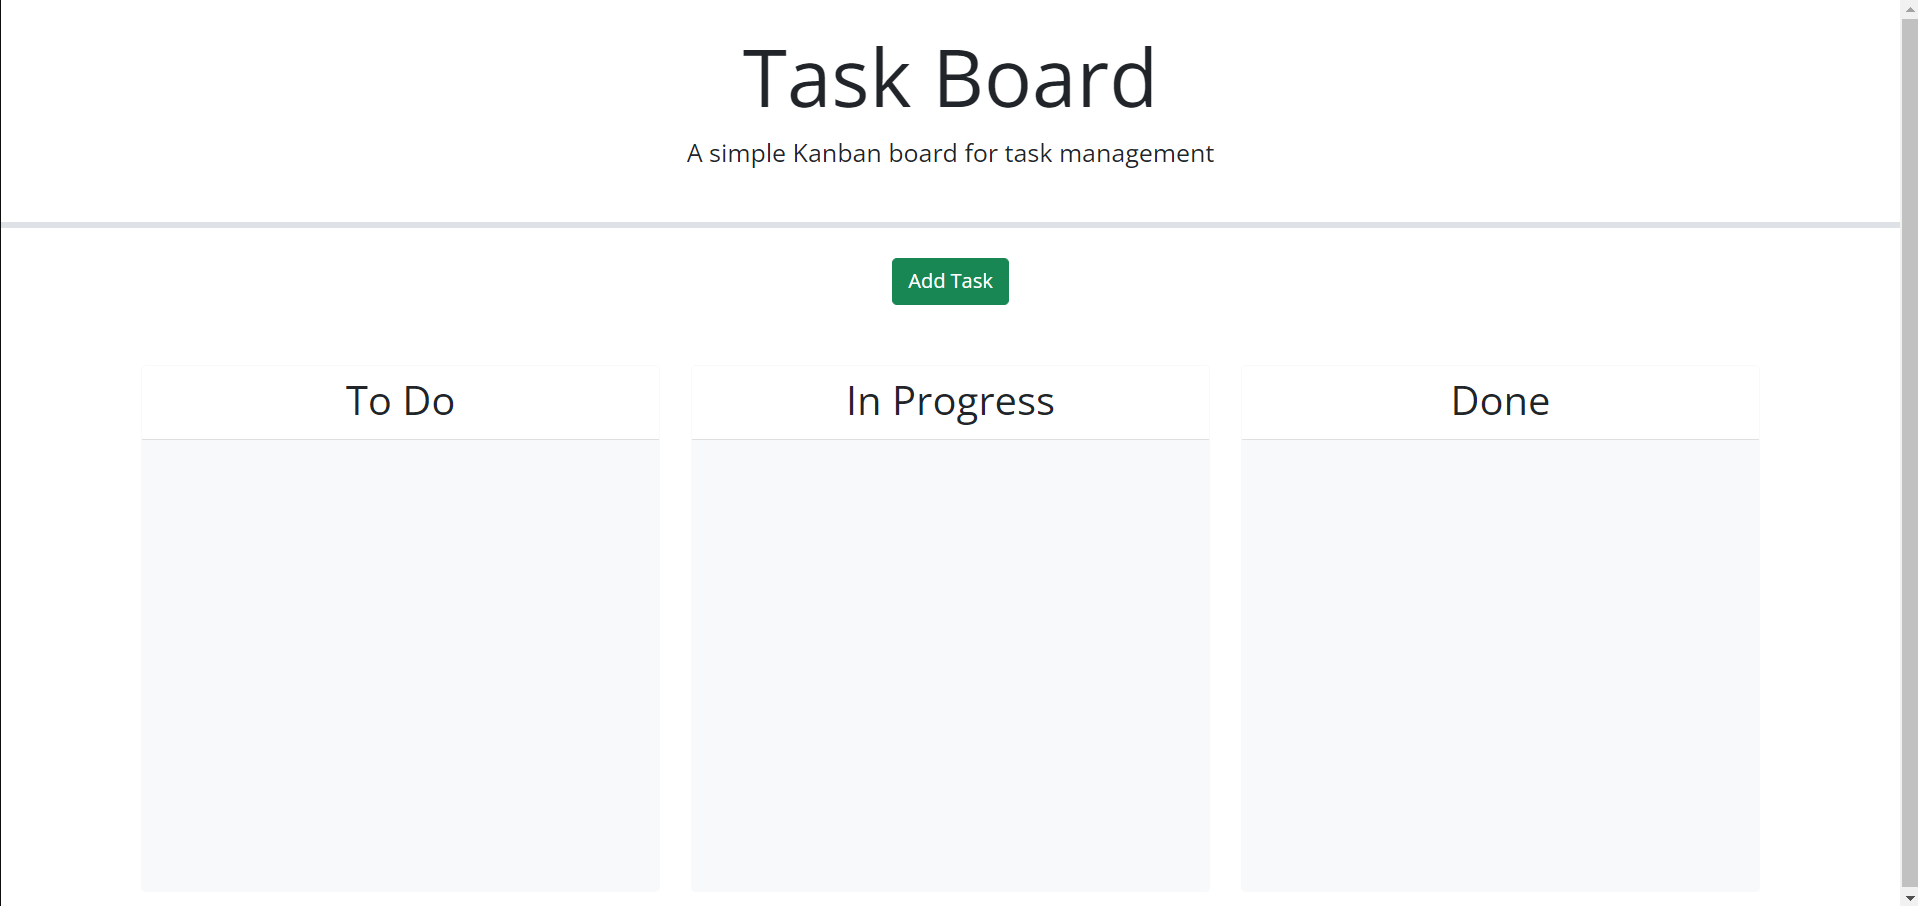 Task Board
A simple Kanban board for task management
Add Task
To Do
In Progress
Done